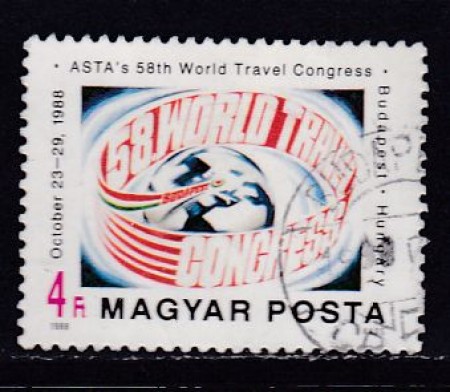 · ASTA's 58th World Travel Congress ·
October 23–29, 1988
Budapest · Hungary
58. WORLD TRAVEL
BUDAPEST
CONGRESS
4 Ft
MAGYAR POSTA
1988